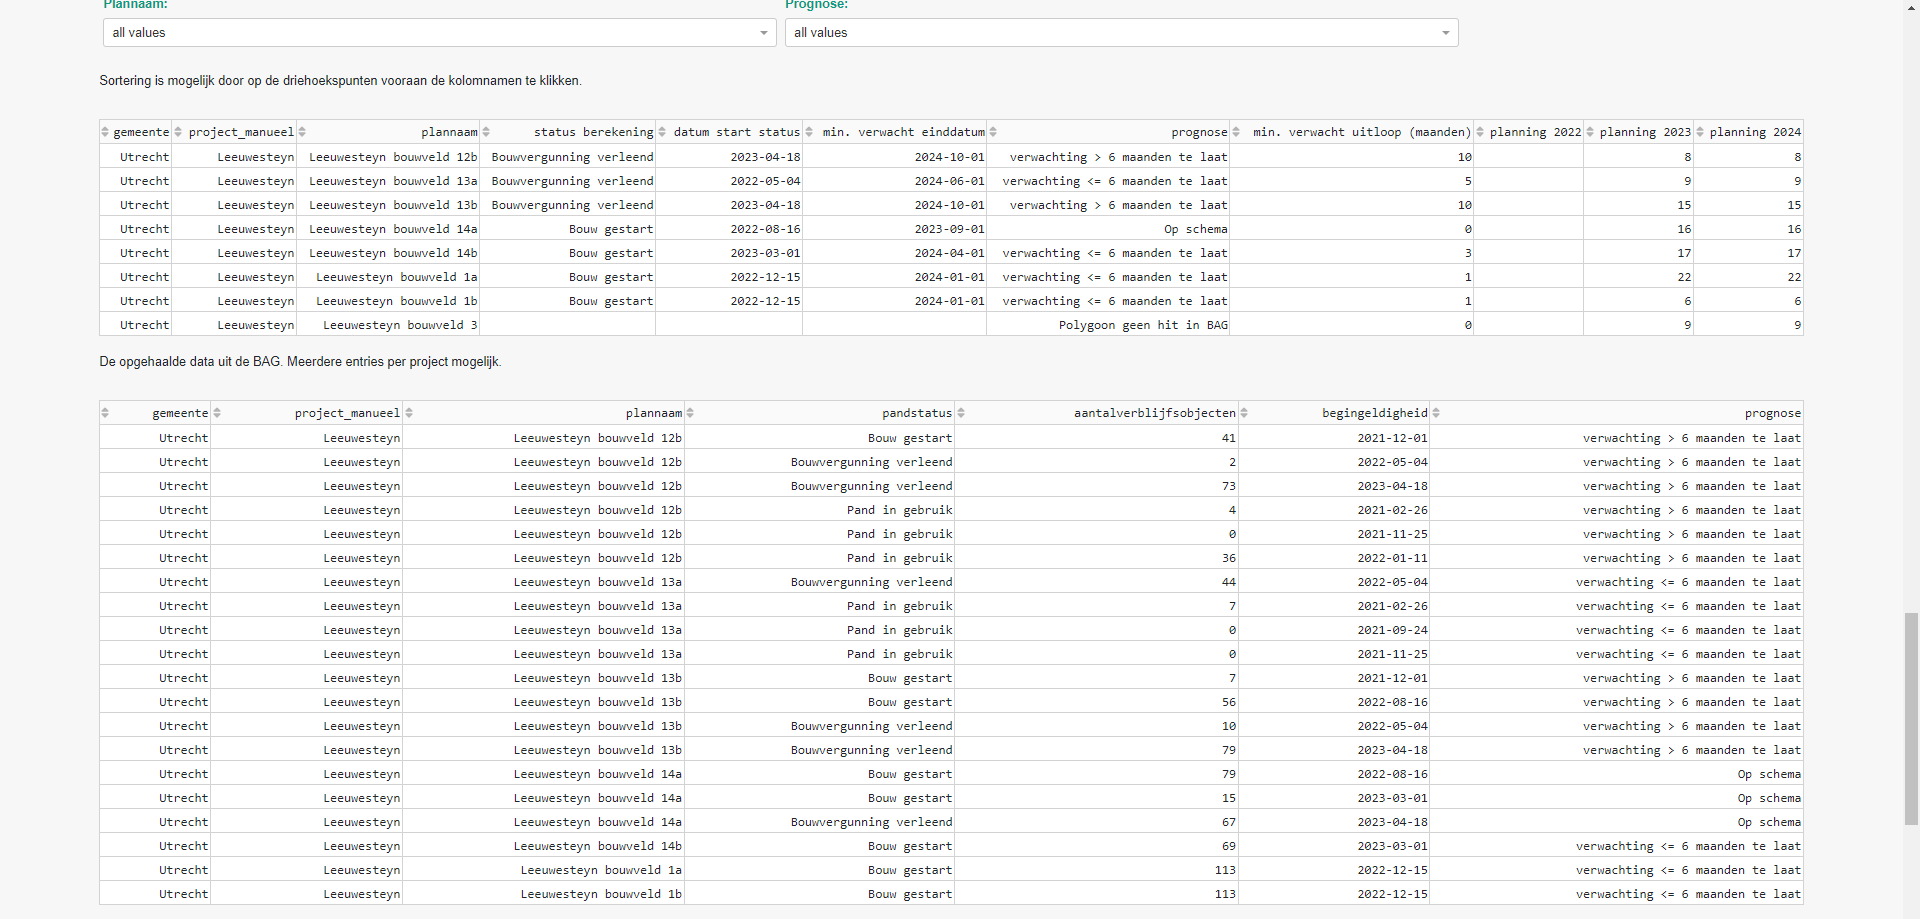 Plannaam: Prognose:
all values all values
Sortering is mogelijk door op de driehoekspunten vooraan de kolomnamen te klikken.
gemeente project_manueel plannaam status berekening datum start status min. verwacht einddatum prognose min. verwacht uitloop (maanden) planning 2022 planning 2023 planning 2024
Utrecht Leeuwesteyn Leeuwesteyn bouwveld 12b Bouwvergunning verleend 2023-04-18 2024-10-01 verwachting > 6 maanden te laat 10 8 8
Utrecht Leeuwesteyn Leeuwesteyn bouwveld 13a Bouwvergunning verleend 2022-05-04 2024-06-01 verwachting <= 6 maanden te laat 5 9 9
Utrecht Leeuwesteyn Leeuwesteyn bouwveld 13b Bouwvergunning verleend 2023-04-18 2024-10-01 verwachting > 6 maanden te laat 10 15 15
Utrecht Leeuwesteyn Leeuwesteyn bouwveld 14a Bouw gestart 2022-08-16 2023-09-01 Op schema 0 16 16
Utrecht Leeuwesteyn Leeuwesteyn bouwveld 14b Bouw gestart 2023-03-01 2024-04-01 verwachting <= 6 maanden te laat 3 17 17
Utrecht Leeuwesteyn Leeuwesteyn bouwveld 1a Bouw gestart 2022-12-15 2024-01-01 verwachting <= 6 maanden te laat 1 22 22
Utrecht Leeuwesteyn Leeuwesteyn bouwveld 1b Bouw gestart 2022-12-15 2024-01-01 verwachting <= 6 maanden te laat 1 6 6
Utrecht Leeuwesteyn Leeuwesteyn bouwveld 3 Polygoon geen hit in BAG 0 9 9
De opgehaalde data uit de BAG. Meerdere entries per project mogelijk.
gemeente project_manueel plannaam pandstatus aantalverblijfsobjecten begingeldigheid prognose
Utrecht Leeuwesteyn Leeuwesteyn bouwveld 12b Bouw gestart 41 2021-12-01 verwachting > 6 maanden te laat
Utrecht Leeuwesteyn Leeuwesteyn bouwveld 12b Bouwvergunning verleend 2 2022-05-04 verwachting > 6 maanden te laat
Utrecht Leeuwesteyn Leeuwesteyn bouwveld 12b Bouwvergunning verleend 73 2023-04-18 verwachting > 6 maanden te laat
Utrecht Leeuwesteyn Leeuwesteyn bouwveld 12b Pand in gebruik 4 2021-02-26 verwachting > 6 maanden te laat
Utrecht Leeuwesteyn Leeuwesteyn bouwveld 12b Pand in gebruik 0 2021-11-25 verwachting > 6 maanden te laat
Utrecht Leeuwesteyn Leeuwesteyn bouwveld 12b Pand in gebruik 36 2022-01-11 verwachting > 6 maanden te laat
Utrecht Leeuwesteyn Leeuwesteyn bouwveld 13a Bouwvergunning verleend 44 2022-05-04 verwachting <= 6 maanden te laat
Utrecht Leeuwesteyn Leeuwesteyn bouwveld 13a Pand in gebruik 7 2021-02-26 verwachting <= 6 maanden te laat
Utrecht Leeuwesteyn Leeuwesteyn bouwveld 13a Pand in gebruik 0 2021-09-24 verwachting <= 6 maanden te laat
Utrecht Leeuwesteyn Leeuwesteyn bouwveld 13a Pand in gebruik 0 2021-11-25 verwachting <= 6 maanden te laat
Utrecht Leeuwesteyn Leeuwesteyn bouwveld 13b Bouw gestart 7 2021-12-01 verwachting > 6 maanden te laat
Utrecht Leeuwesteyn Leeuwesteyn bouwveld 13b Bouw gestart 56 2022-08-16 verwachting > 6 maanden te laat
Utrecht Leeuwesteyn Leeuwesteyn bouwveld 13b Bouwvergunning verleend 10 2022-05-04 verwachting > 6 maanden te laat
Utrecht Leeuwesteyn Leeuwesteyn bouwveld 13b Bouwvergunning verleend 79 2023-04-18 verwachting > 6 maanden te laat
Utrecht Leeuwesteyn Leeuwesteyn bouwveld 14a Bouw gestart 79 2022-08-16 Op schema
Utrecht Leeuwesteyn Leeuwesteyn bouwveld 14a Bouw gestart 15 2023-03-01 Op schema
Utrecht Leeuwesteyn Leeuwesteyn bouwveld 14a Bouwvergunning verleend 67 2023-04-18 Op schema
Utrecht Leeuwesteyn Leeuwesteyn bouwveld 14b Bouw gestart 69 2023-03-01 verwachting <= 6 maanden te laat
Utrecht Leeuwesteyn Leeuwesteyn bouwveld 1a Bouw gestart 113 2022-12-15 verwachting <= 6 maanden te laat
Utrecht Leeuwesteyn Leeuwesteyn bouwveld 1b Bouw gestart 113 2022-12-15 verwachting <= 6 maanden te laat